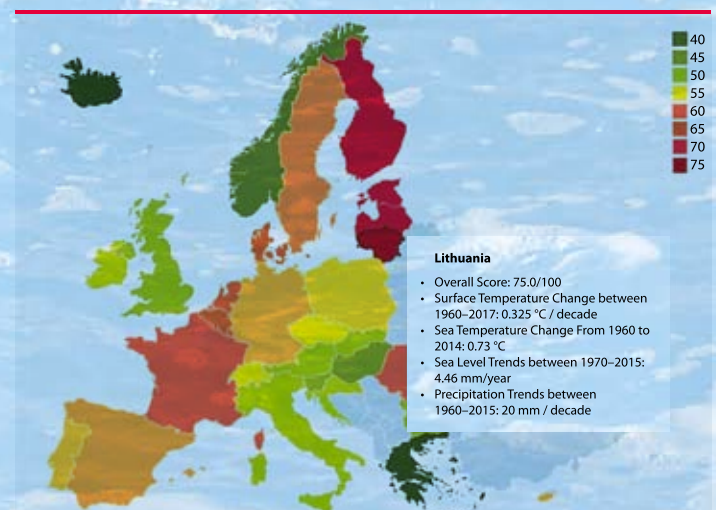 40
45
50
55
60
65
70
75
Lithuania
• Overall Score: 75.0/100
• Surface Temperature Change between
1960–2017: 0.325 °C / decade
• Sea Temperature Change From 1960 to
2014: 0.73 °C
• Sea Level Trends between 1970–2015:
4.46 mm/year
• Precipitation Trends between
1960–2015: 20 mm / decade